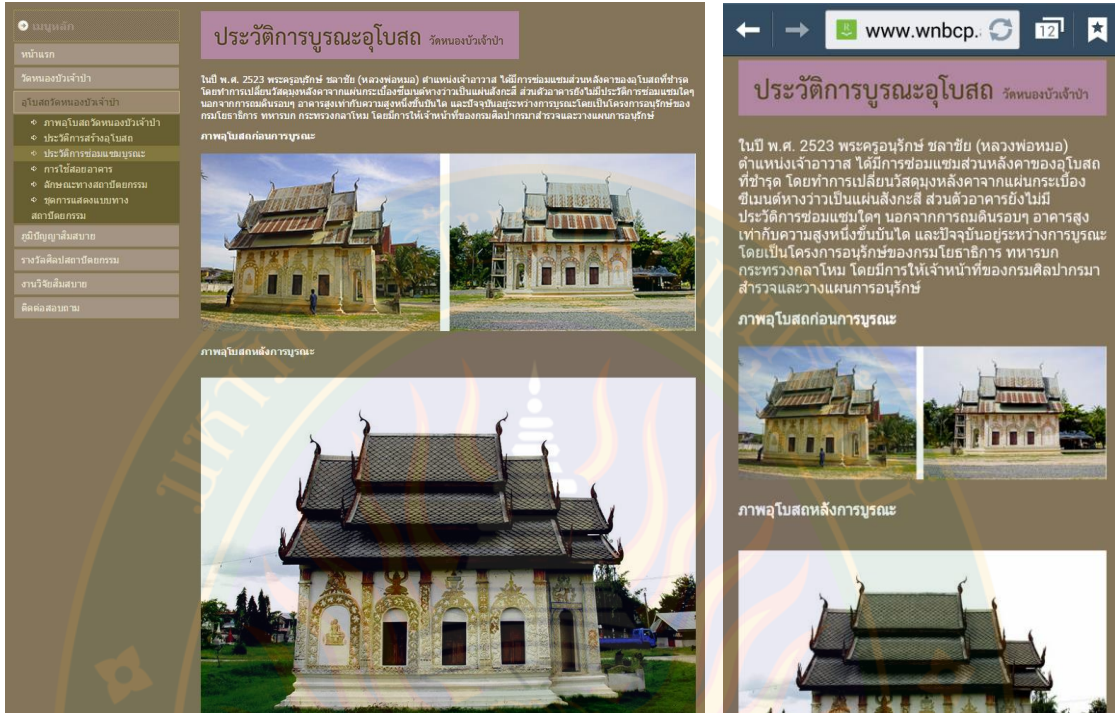 เมนูหลัก
หน้าแรก
วัดหนองบัวเจ้าป่า
อุโบสถวัดหนองบัวเจ้าป่า
ภาพอุโบสถวัดหนองบัวเจ้าป่า
ประวัติการสร้างอุโบสถ
ประวัติการซ่อมแซมบูรณะ
การใช้สอยอาคาร
ลักษณะทางสถาปัตยกรรม
ชุดการแสดงแบบทาง
สถาปัตยกรรม
ภูมิปัญญาสิมสบาย
รางวัลศิลปสถาปัตยกรรม
งานวิจัยสิมสบาย
ติดต่อสอบถาม
ประวัติการบูรณะอุโบสถ วัดหนองบัวเจ้าป่า
ในปี พ.ศ. 2523 พระครูอนุรักษ์ ชลาชัย (หลวงพ่อหมอ) ตำแหน่งเจ้าอาวาส ได้มีการซ่อมแซมส่วนหลังคาของอุโบสถที่ชำรุด
โดยทำการเปลี่ยนวัสดุมุงหลังคาจากแผ่นกระเบื้องซีเมนต์หางว่าวเป็นแผ่นสังกะสี ส่วนตัวอาคารยังไม่มีประวัติการซ่อมแซมใดๆ
นอกจากการถมดินรอบๆ อาคารสูงเท่ากับความสูงหนึ่งขั้นบันได และปัจจุบันอยู่ระหว่างการบูรณะโดยเป็นโครงการอนุรักษ์ของ
กรมโยธาธิการ ทหารบก กระทรวงกลาโหม โดยมีการให้เจ้าหน้าที่ของกรมศิลปากรมาสำรวจและวางแผนการอนุรักษ์
ภาพอุโบสถก่อนการบูรณะ
ภาพอุโบสถหลังการบูรณะ
www.wnbcp.
12
ประวัติการบูรณะอุโบสถ วัดหนองบัวเจ้าป่า
ในปี พ.ศ. 2523 พระครูอนุรักษ์ ชลาชัย (หลวงพ่อหมอ)
ตำแหน่งเจ้าอาวาส ได้มีการซ่อมแซมส่วนหลังคาของอุโบสถ
ที่ชำรุด โดยทำการเปลี่ยนวัสดุมุงหลังคาจากแผ่นกระเบื้อง
ซีเมนต์หางว่าวเป็นแผ่นสังกะสี ส่วนตัวอาคารยังไม่มี
ประวัติการซ่อมแซมใดๆ นอกจากการถมดินรอบๆ อาคารสูง
เท่ากับความสูงหนึ่งขั้นบันได และปัจจุบันอยู่ระหว่างการบูรณะ
โดยเป็นโครงการอนุรักษ์ของกรมโยธาธิการ ทหารบก
กระทรวงกลาโหม โดยมีการให้เจ้าหน้าที่ของกรมศิลปากรมา
สำรวจและวางแผนการอนุรักษ์
ภาพอุโบสถก่อนการบูรณะ
ภาพอุโบสถหลังการบูรณะ